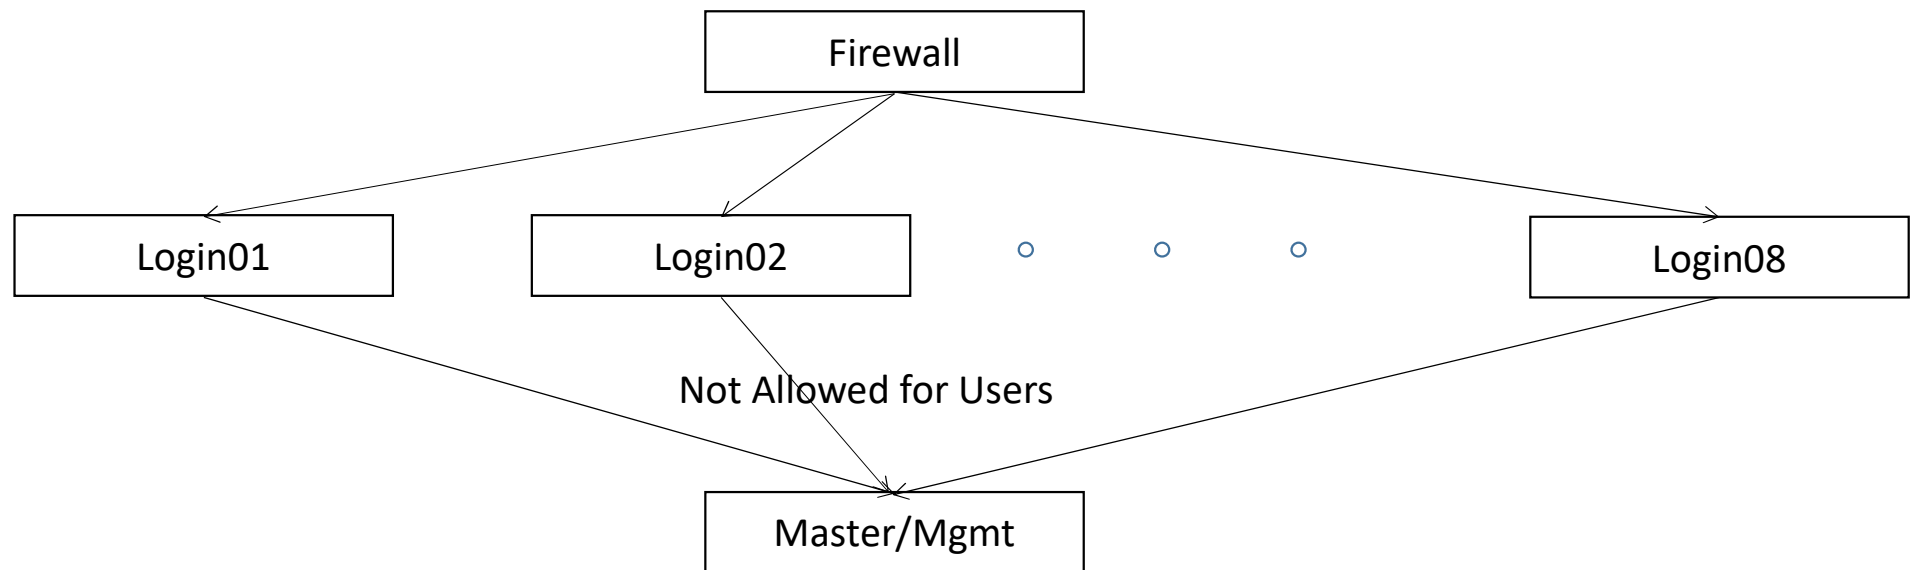 Firewall
Login01
Login02
Login08
Not Allowed for Users
Master/Mgmt